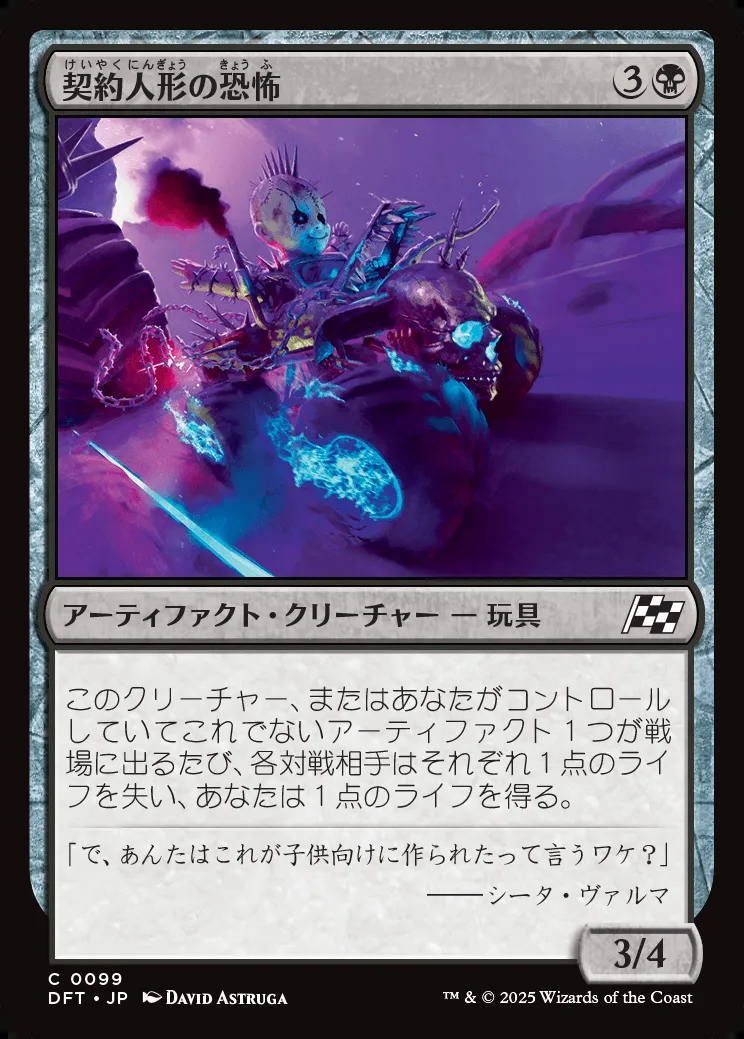 けいやくにんぎょう きょうふ
契約人形の恐怖
3
アーティファクト・クリーチャー — 玩具
このクリーチャー、またはあなたがコントロール
していてこれでないアーティファクト１つが戦
場に出るたび、各対戦相手はそれぞれ１点のライ
フを失い、あなたは１点のライフを得る。
「で、あんたはこれが子供向けに作られたって言うワケ？」
――シータ・ヴァルマ
3/4
C 0099
DFT • JP DAVID ASTRUGA
™ & © 2025 Wizards of the Coast